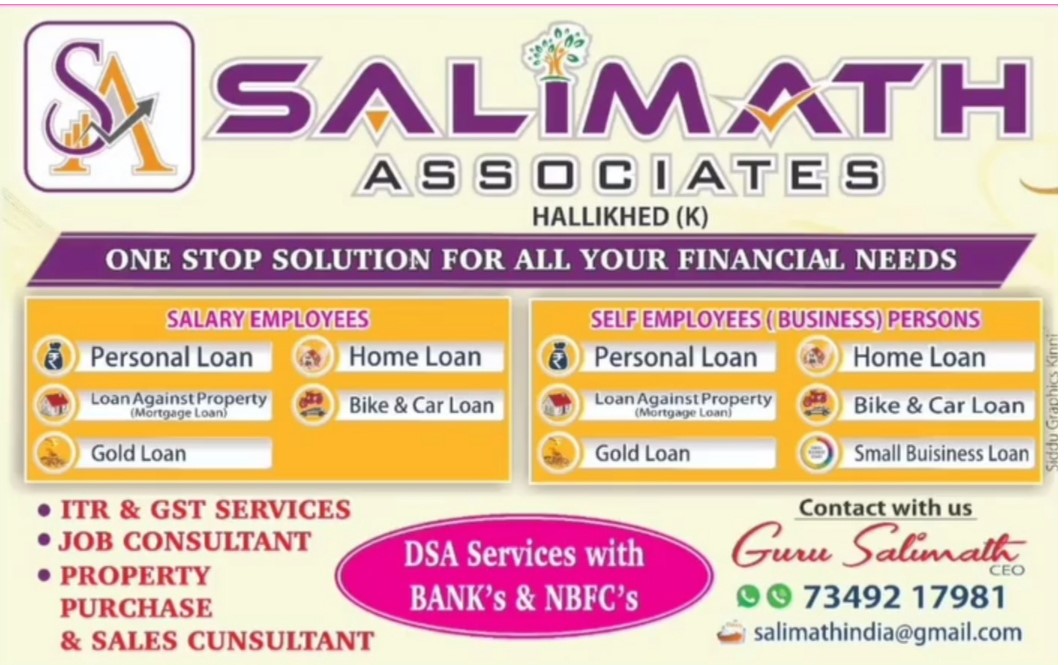 SA
SALIMATH
ASSOCIATES
HALLIKHED (K)
ONE STOP SOLUTION FOR ALL YOUR FINANCIAL NEEDS
SALARY EMPLOYEES
Personal Loan
Home Loan
Loan Against Property
(Mortgage Loan)
Bike & Car Loan
Gold Loan
SELF EMPLOYEES ( BUSINESS) PERSONS
Personal Loan
Home Loan
Loan Against Property
(Mortgage Loan)
Bike & Car Loan
Gold Loan
Small Buisiness Loan
Siddu Graphics Kinni
• ITR & GST SERVICES
• JOB CONSULTANT
• PROPERTY
PURCHASE
& SALES CUNSULTANT
DSA Services with
BANK's & NBFC's
Contact with us
Guru Salimath
CEO
73492 17981
salimathindia@gmail.com